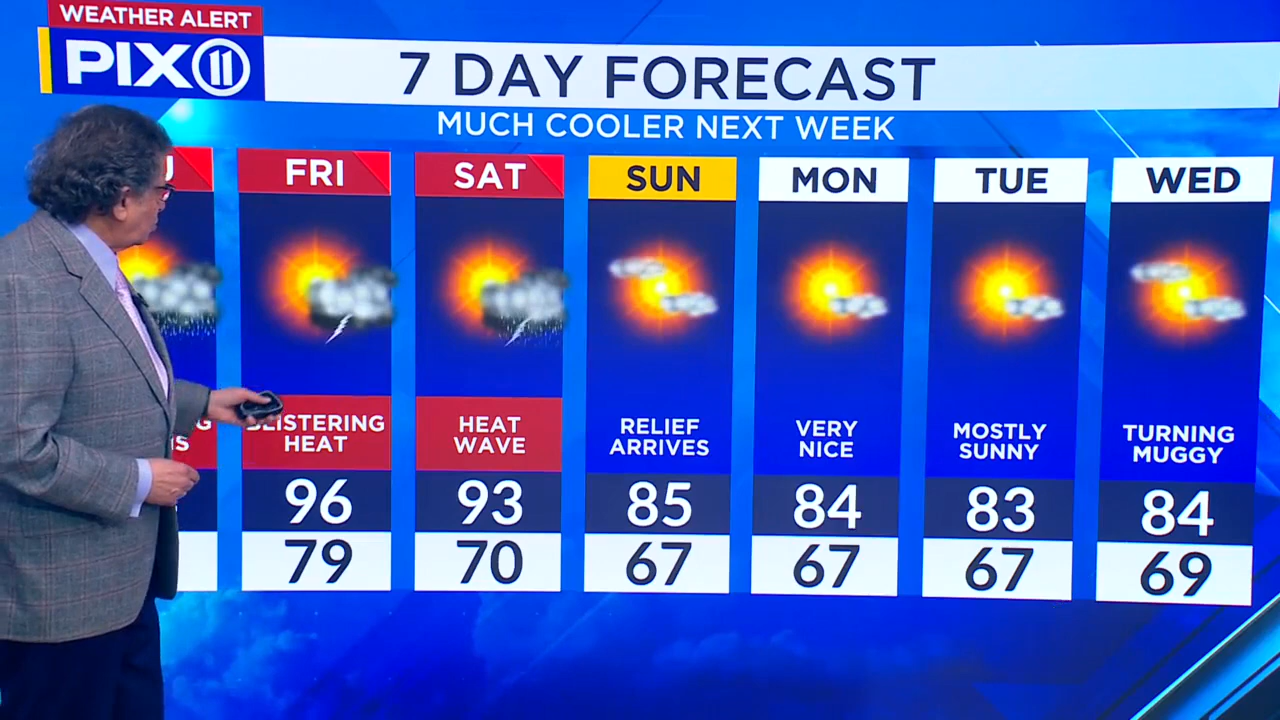 WEATHER ALERT
PIX11
7 DAY FORECAST
MUCH COOLER NEXT WEEK
FRI
SAT
SUN
MON
TUE
WED
BLISTERING
HEAT
HEAT
WAVE
RELIEF
ARRIVES
VERY
NICE
MOSTLY
SUNNY
TURNING
MUGGY
96
93
85
84
83
84
79
70
67
67
67
69